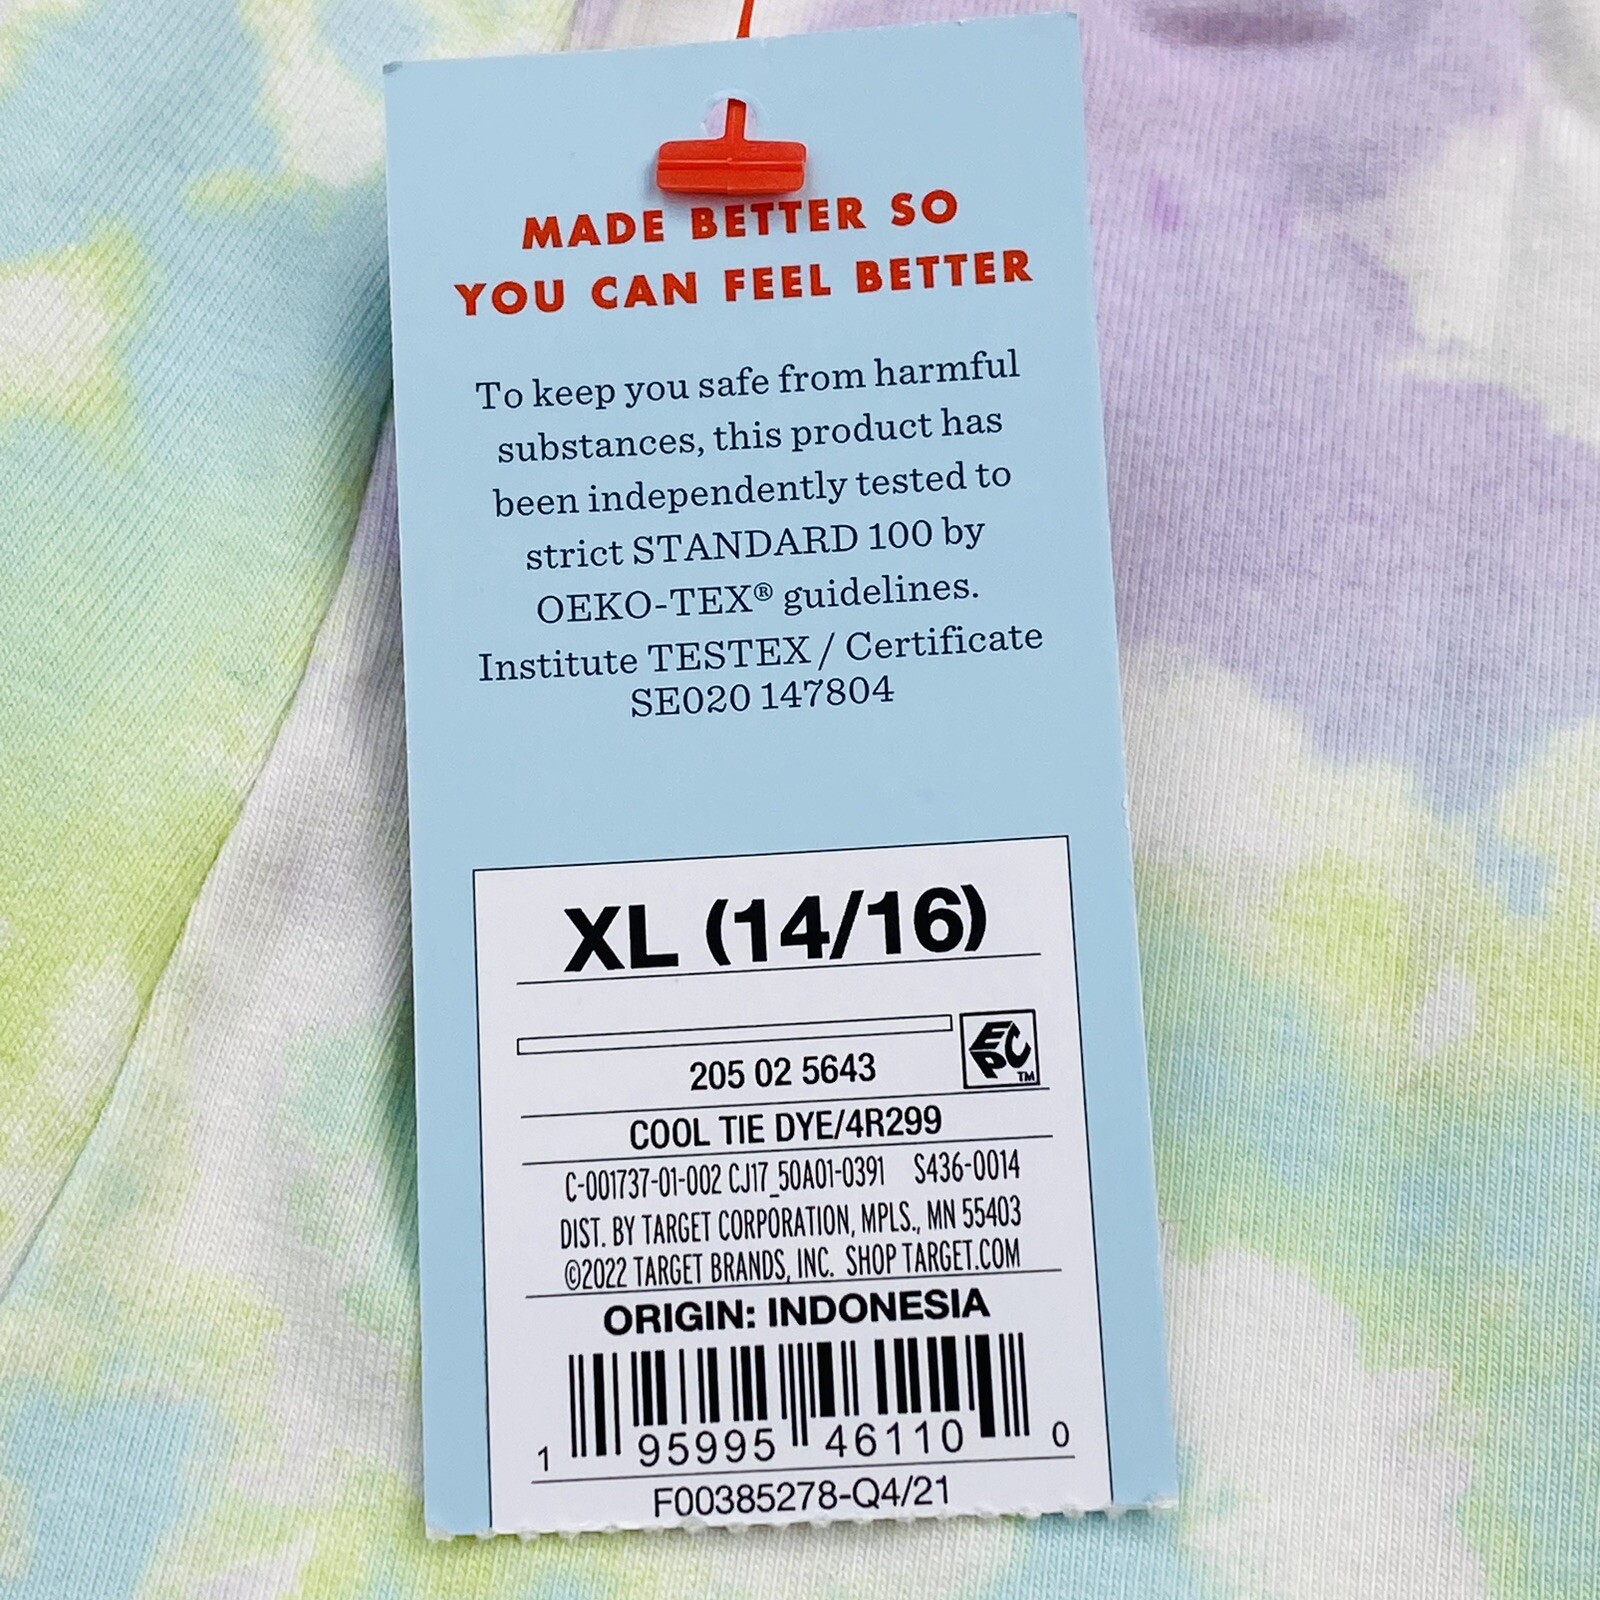 MADE BETTER SO
YOU CAN FEEL BETTER
To keep you safe from harmful
substances, this product has
been independently tested to
strict STANDARD 100 by
OEKO-TEX® guidelines.
Institute TESTEX / Certificate
SE020 147804
XL (14/16)
EPC™
205 02 5643
COOL TIE DYE/4R299
C-001737-01-002 CJ17_50A01-0391 S436-0014
DIST. BY TARGET CORPORATION, MPLS., MN 55403
©2022 TARGET BRANDS, INC. SHOP TARGET.COM
ORIGIN: INDONESIA
1 95995 46110 0
F00385278-Q4/21